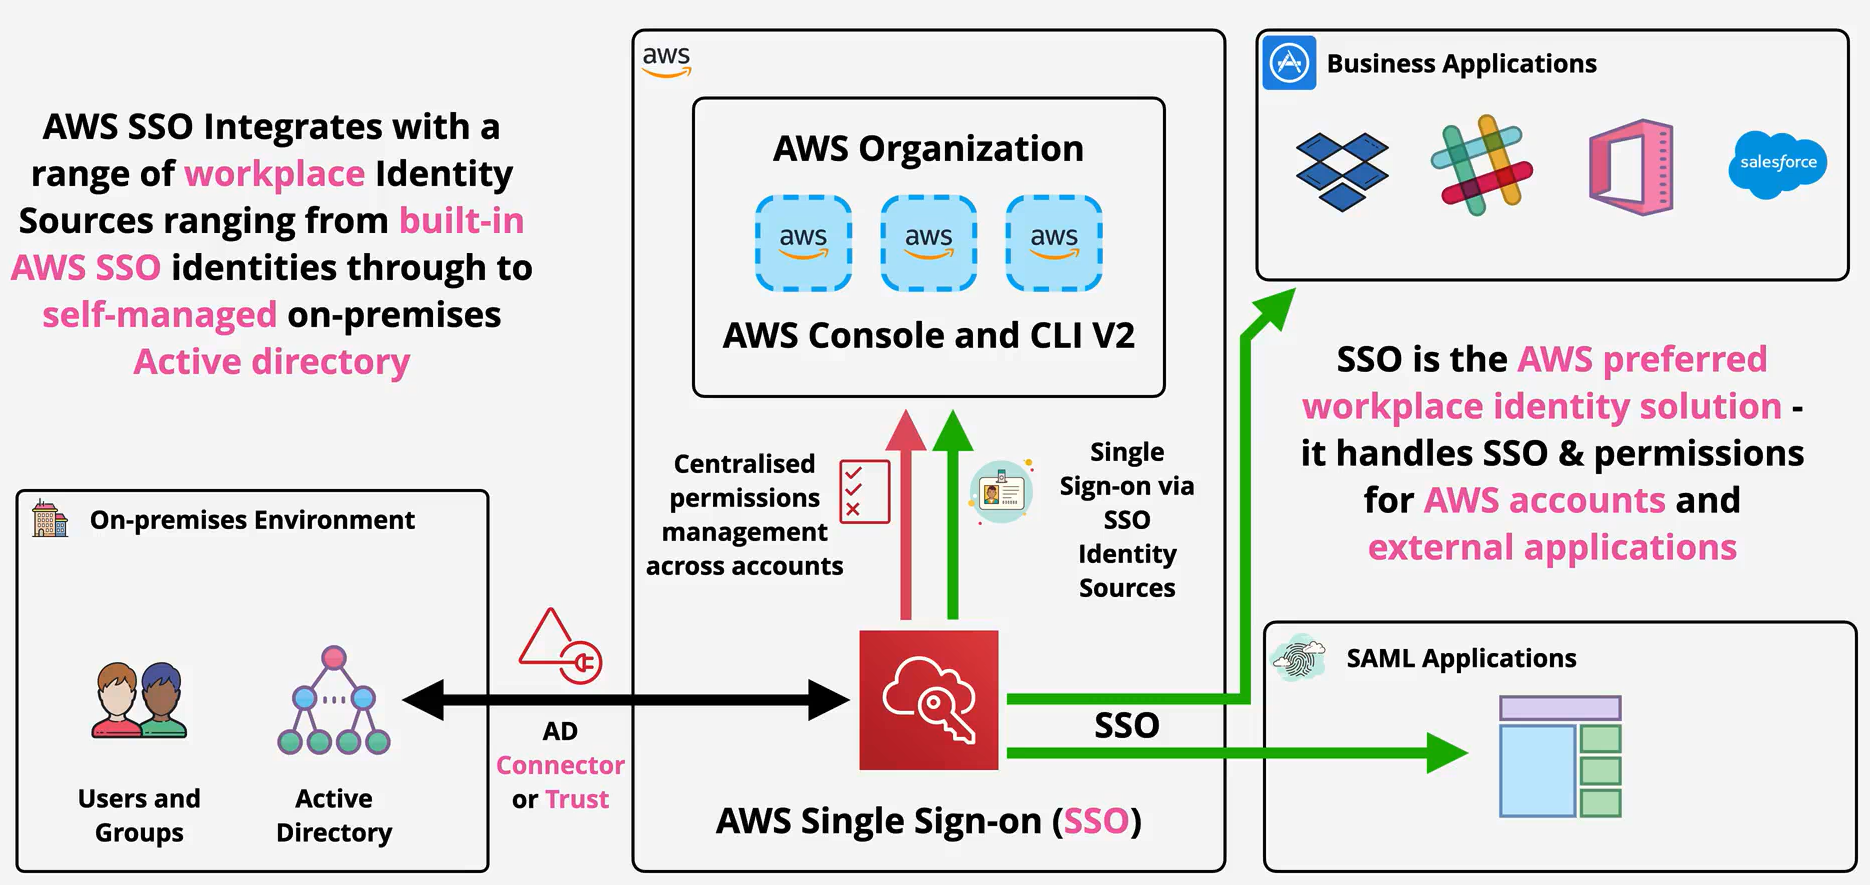 AWS SSO Integrates with a
range of workplace Identity
Sources ranging from built-in
AWS SSO identities through to
self-managed on-premises
Active directory
On-premises Environment
Users and
Groups
Active
Directory
AD
Connector
or Trust
aws
AWS Organization
aws
aws
aws
AWS Console and CLI V2
Centralised
permissions
management
across accounts
Single
Sign-on via
SSO
Identity
Sources
AWS Single Sign-on (SSO)
SSO
Business Applications
salesforce
SSO is the AWS preferred
workplace identity solution -
it handles SSO & permissions
for AWS accounts and
external applications
SAML Applications